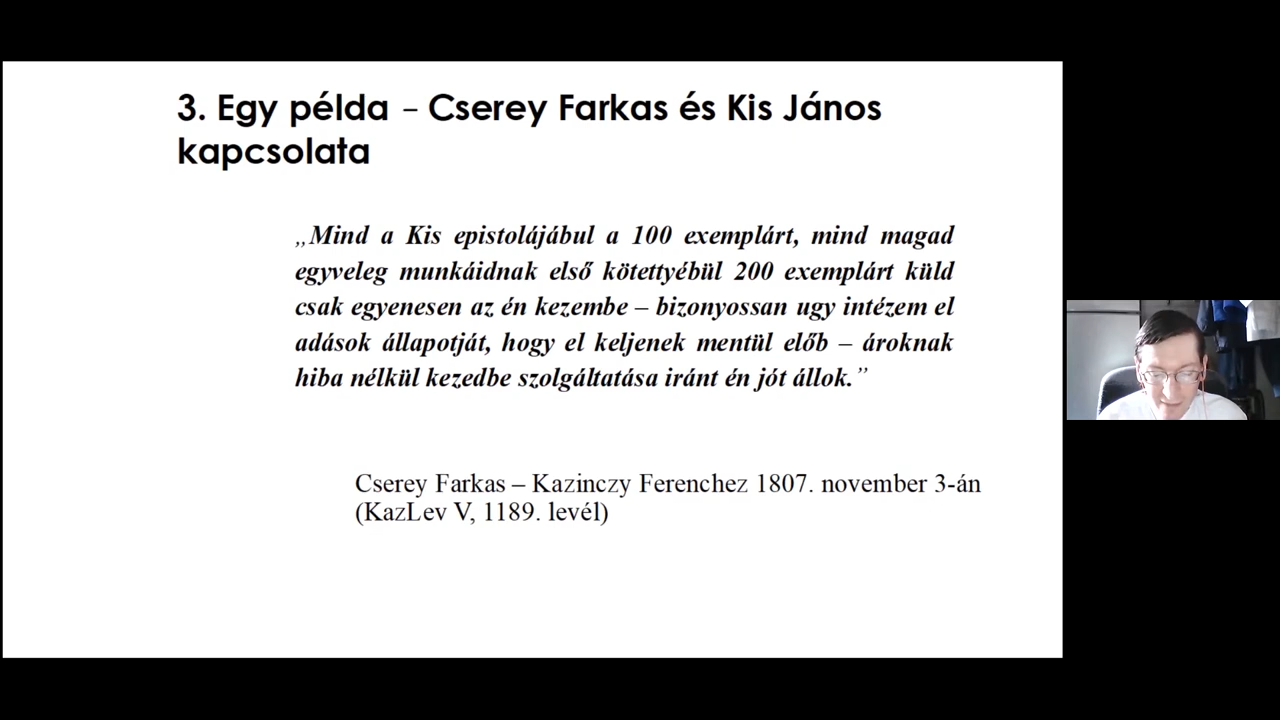 3. Egy példa – Cserey Farkas és Kis János
kapcsolata
„Mind a Kis epistolájábul a 100 exemplárt, mind magad
egyveleg munkáidnak első kötettyébül 200 exemplárt küld
csak egyenesen az én kezembe – bizonyossan ugy intézem el
adások állapotját, hogy el keljenek mentül előb – ároknak
hiba nélkül kezedbe szolgáltatása iránt én jót állok.”
Cserey Farkas – Kazinczy Ferenchez 1807. november 3-án
(KazLev V, 1189. levél)